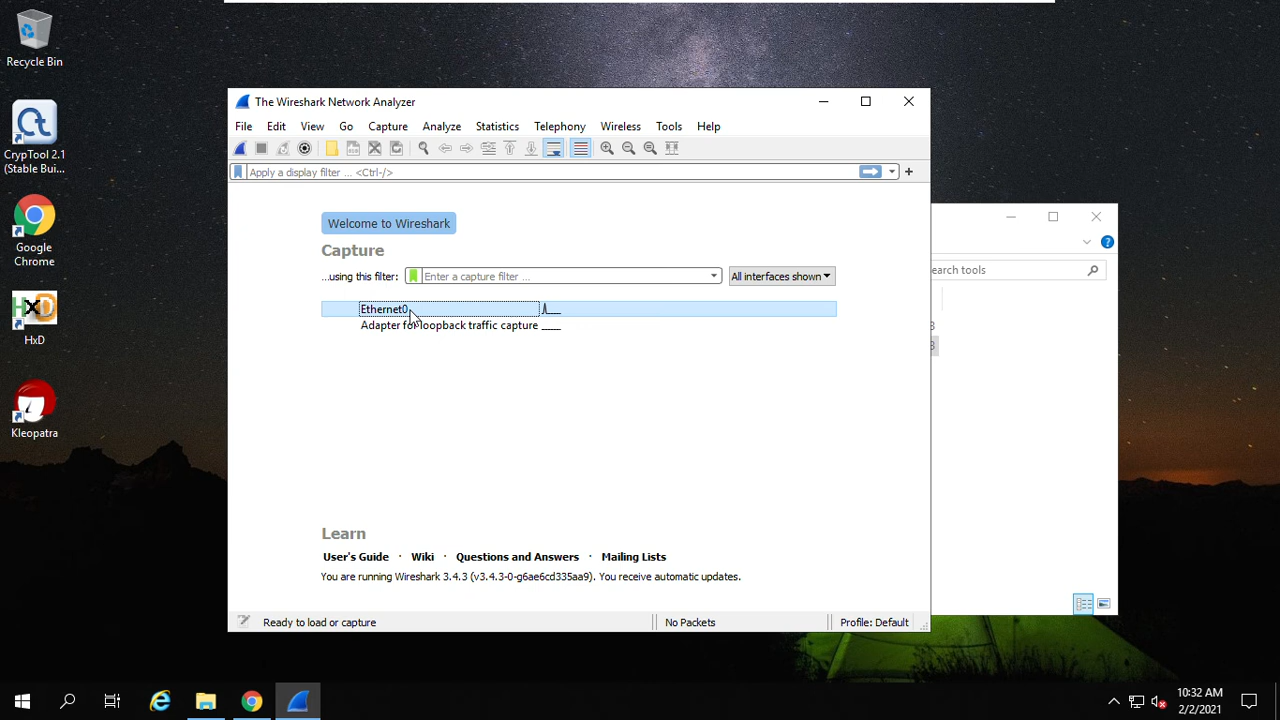 Recycle Bin
CrypTool 2.1
(Stable Bui...
Google
Chrome
HxD
Kleopatra
The Wireshark Network Analyzer
File Edit View Go Capture Analyze Statistics Telephony Wireless Tools Help
Apply a display filter ... <Ctrl-/>
Welcome to Wireshark
Capture
...using this filter: Enter a capture filter ... All interfaces shown
Ethernet0
Adapter for loopback traffic capture
Learn
User's Guide · Wiki · Questions and Answers · Mailing Lists
You are running Wireshark 3.4.3 (v3.4.3-0-g6ae6cd335aa9). You receive automatic updates.
Ready to load or capture No Packets Profile: Default
earch tools
10:32 AM
2/2/2021